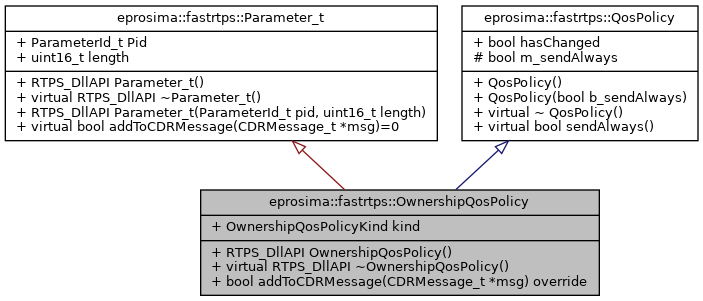 eprosima::fastrtps::Parameter_t
+ ParameterId_t Pid
+ uint16_t length
+ RTPS_DllAPI Parameter_t()
+ virtual RTPS_DllAPI ~Parameter_t()
+ RTPS_DllAPI Parameter_t(ParameterId_t pid, uint16_t length)
+ virtual bool addToCDRMessage(CDRMessage_t *msg)=0
eprosima::fastrtps::QosPolicy
+ bool hasChanged
# bool m_sendAlways
+ QosPolicy()
+ QosPolicy(bool b_sendAlways)
+ virtual ~ QosPolicy()
+ virtual bool sendAlways()
eprosima::fastrtps::OwnershipQosPolicy
+ OwnershipQosPolicyKind kind
+ RTPS_DllAPI OwnershipQosPolicy()
+ virtual RTPS_DllAPI ~OwnershipQosPolicy()
+ bool addToCDRMessage(CDRMessage_t *msg) override